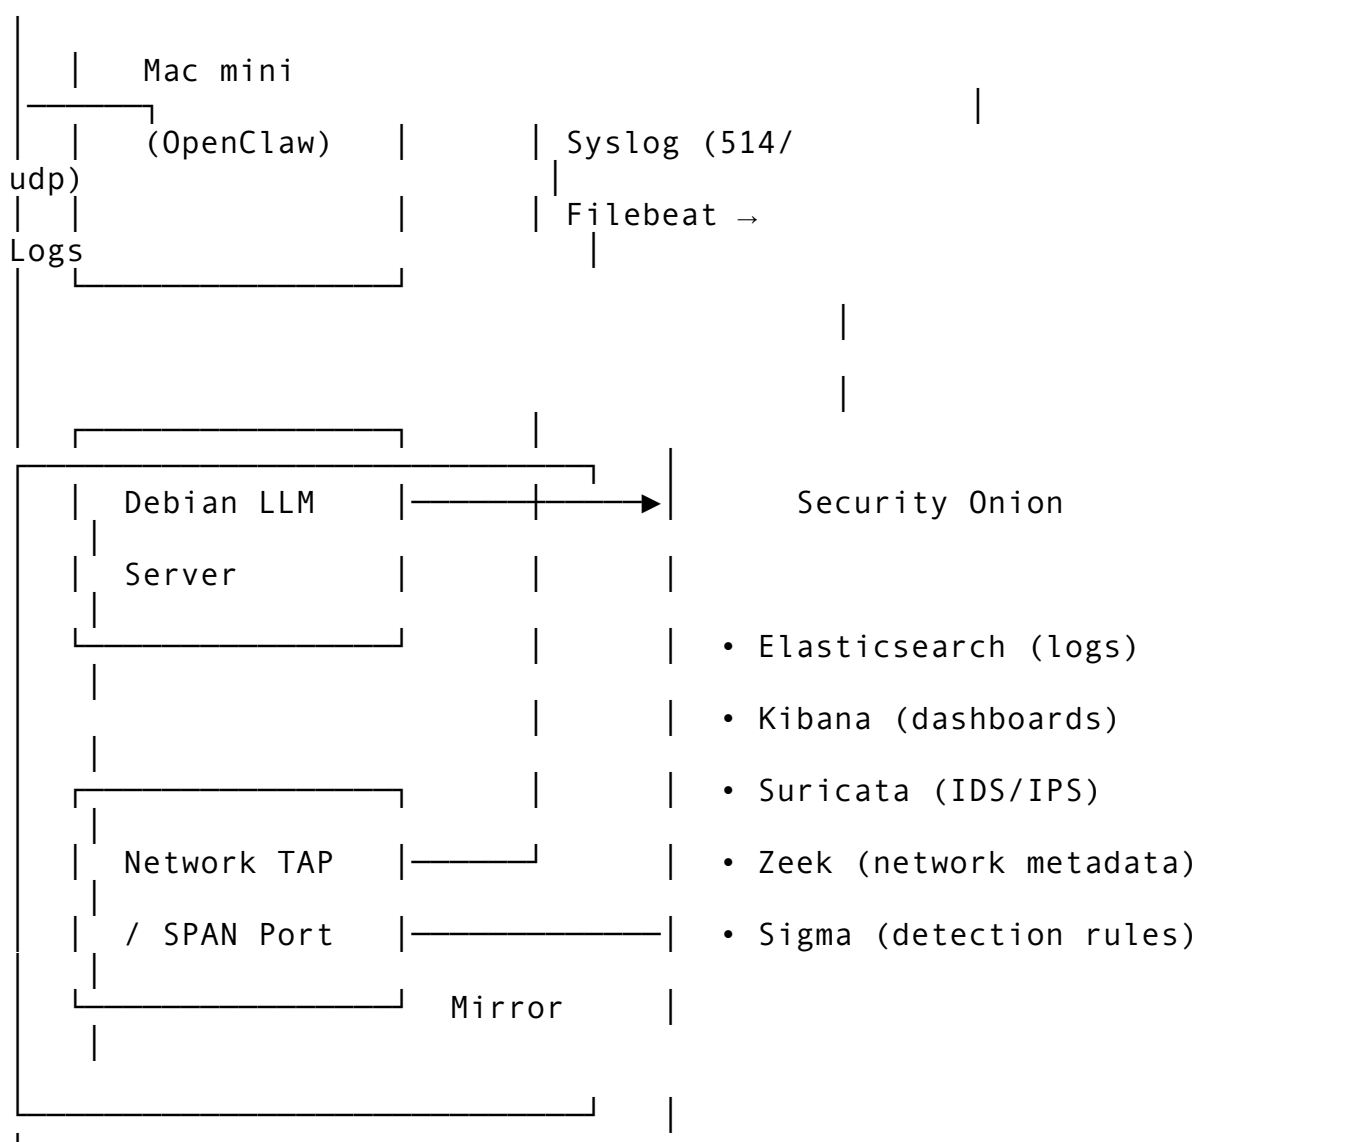 Mac mini
(OpenClaw) Syslog (514/
udp)
Filebeat →
Logs
Debian LLM Security Onion
Server
• Elasticsearch (logs)
• Kibana (dashboards)
• Suricata (IDS/IPS)
Network TAP • Zeek (network metadata)
/ SPAN Port • Sigma (detection rules)
Mirror